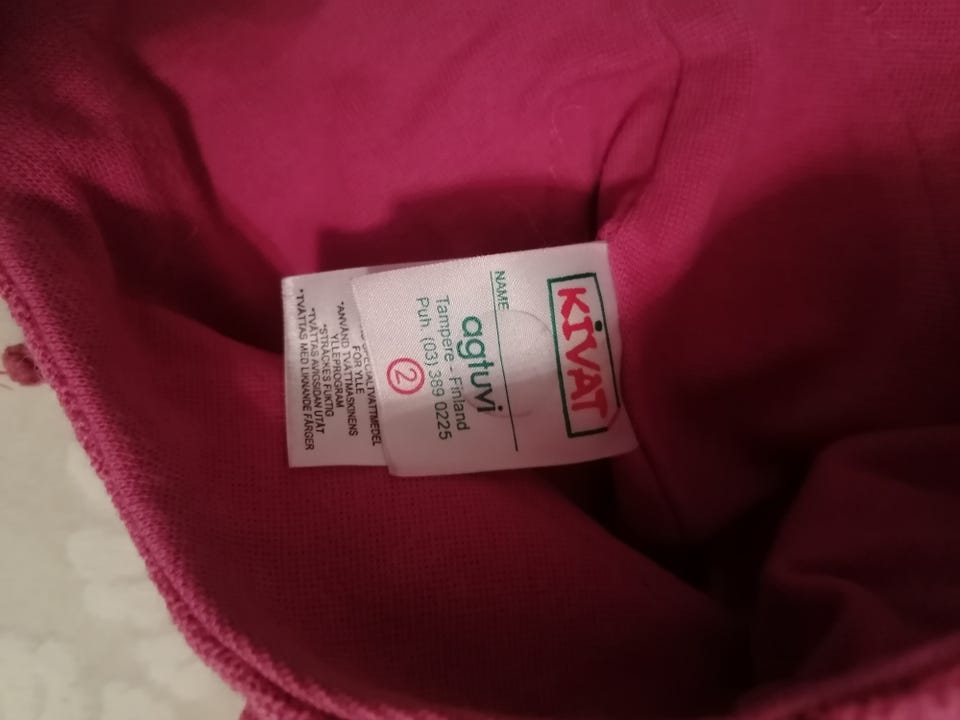 KIVAT
NAME
agtuvi
Tampere - Finland
Puh. (03) 389 0225
2
SPECIALTVATTMEDEL
FÖR YLLE
*ANVÄND TVÄTTMASKINENS
YLLEPROGRAM
*STRÄCKES FUKTIG
*TVÄTTAS AVIGSIDAN UTÅT
*TVÄTTAS MED LIKNANDE FÄRGER